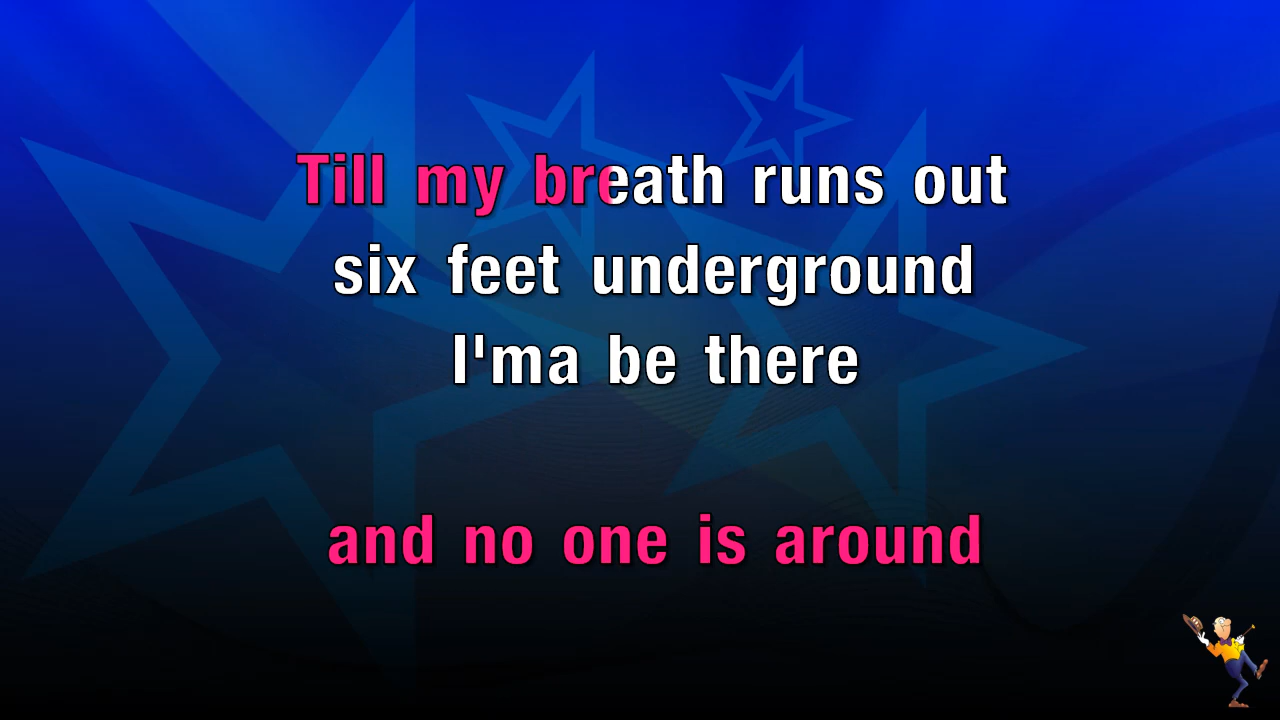 Till my breath runs out
six feet underground
I'ma be there
and no one is around